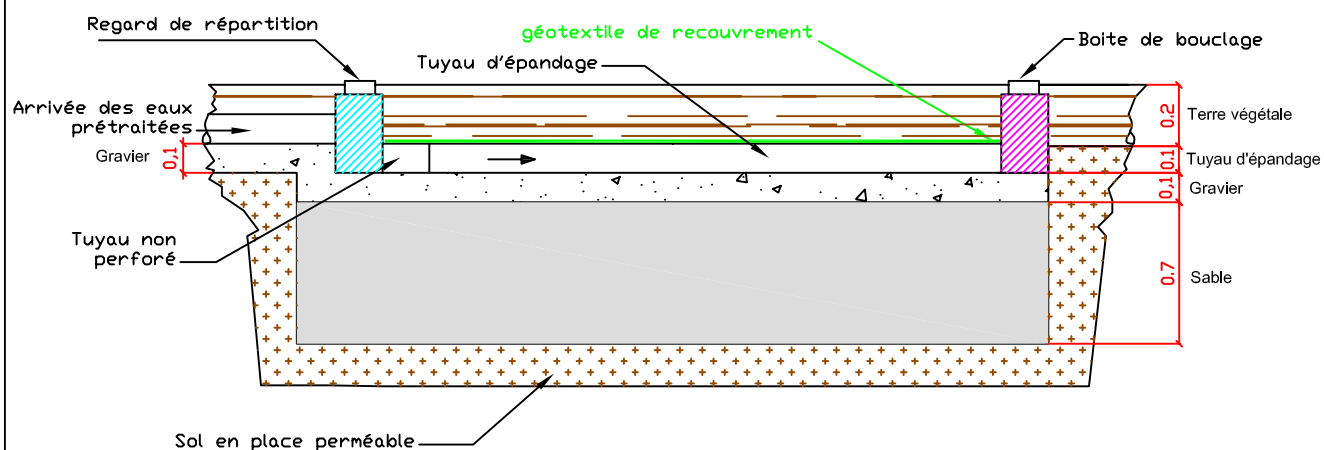 Regard de répartition
géotextile de recouvrement
Boite de bouclage
Tuyau d'épandage
Arrivée des eaux
prétraitées
0.2
Terre végétale
Gravier
0,1
0.1
Tuyau d'épandage
0,1
Gravier
Tuyau non
perforé
0.7
Sable
Sol en place perméable